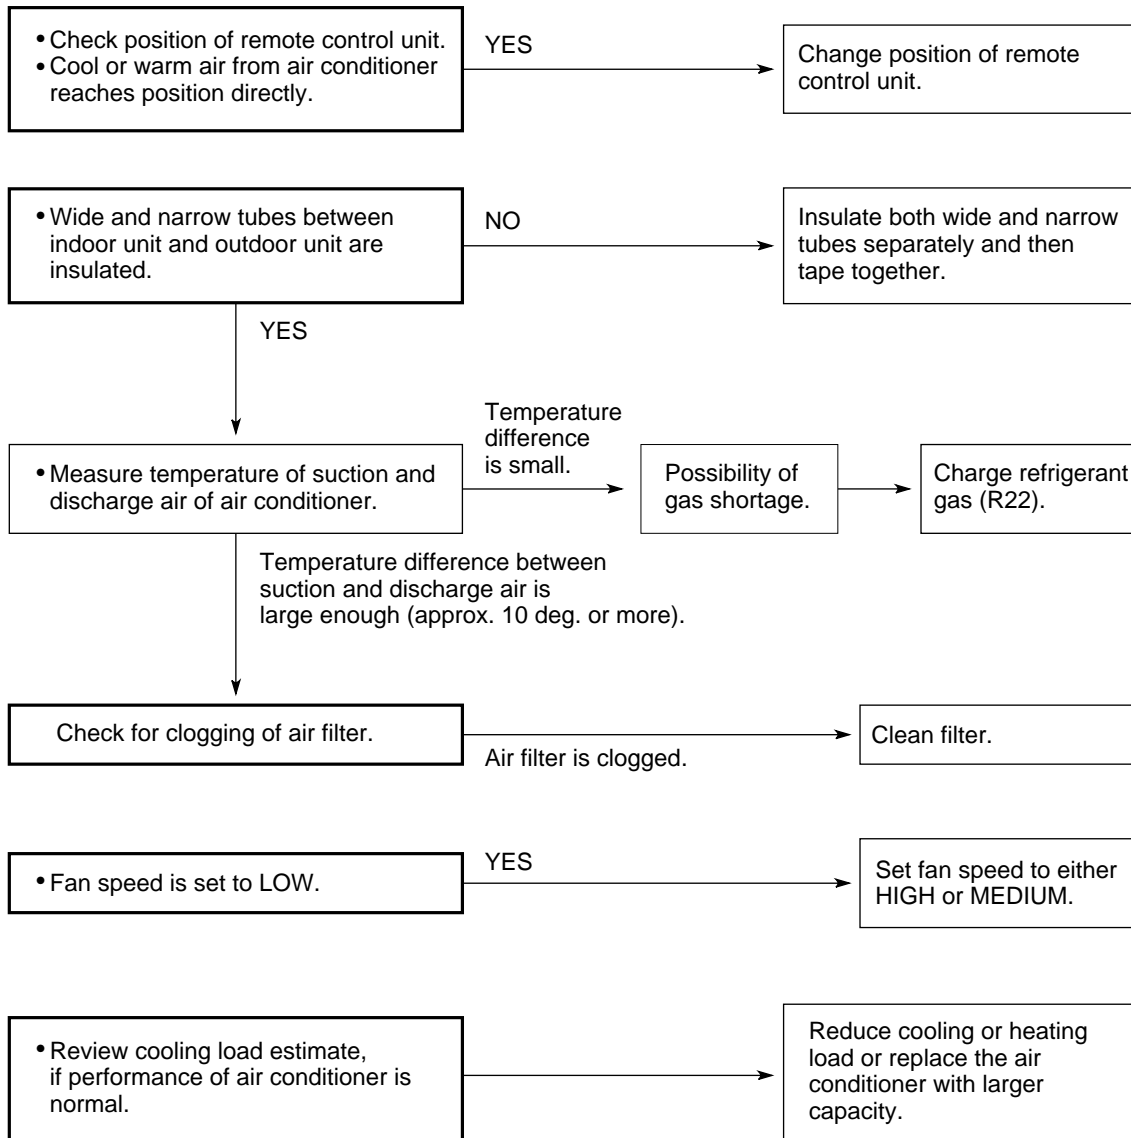 • Check position of remote control unit.
• Cool or warm air from air conditioner
reaches position directly.
YES
Change position of remote
control unit.
• Wide and narrow tubes between
indoor unit and outdoor unit are
insulated.
NO
Insulate both wide and narrow
tubes separately and then
tape together.
YES
• Measure temperature of suction and
discharge air of air conditioner.
Temperature
difference
is small.
Possibility of
gas shortage.
Charge refrigerant
gas (R22).
Temperature difference between
suction and discharge air is
large enough (approx. 10 deg. or more).
Check for clogging of air filter.
Air filter is clogged.
Clean filter.
• Fan speed is set to LOW.
YES
Set fan speed to either
HIGH or MEDIUM.
• Review cooling load estimate,
if performance of air conditioner is
normal.
Reduce cooling or heating
load or replace the air
conditioner with larger
capacity.